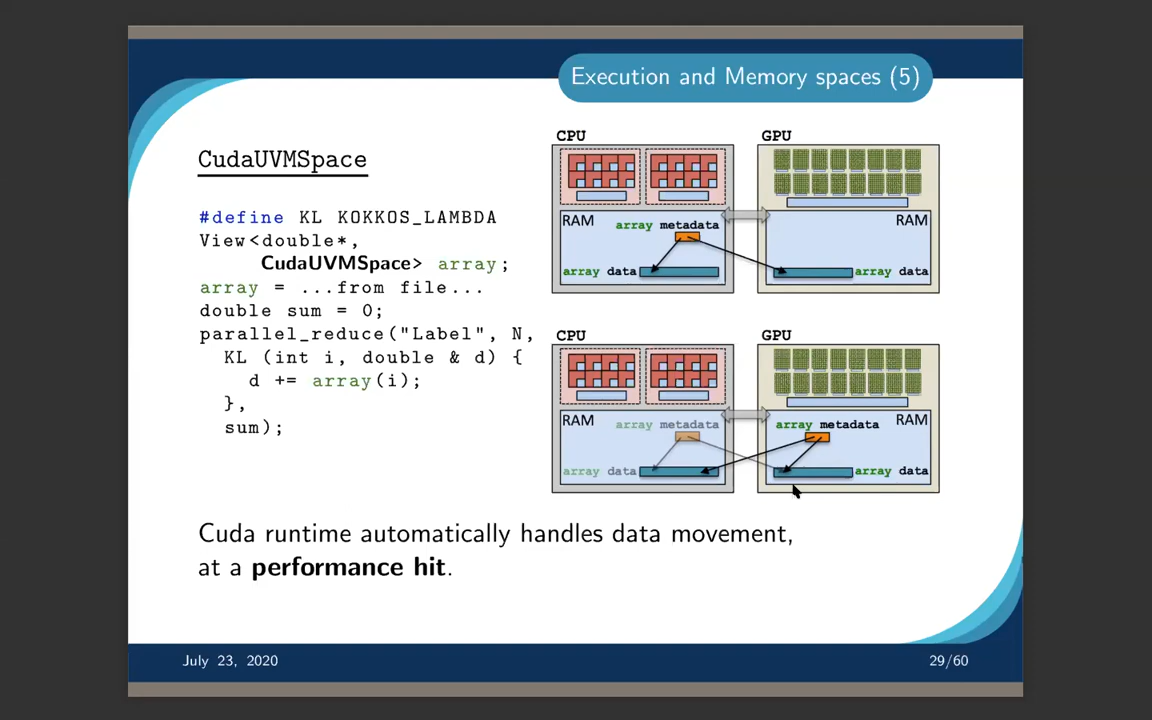 Execution and Memory spaces (5)
CudaUVMSpace
#define KL KOKKOS_LAMBDA
View<double*,
CudaUVMSpace> array;
array = ...from file...
double sum = 0;
parallel_reduce("Label", N,
KL (int i, double & d) {
d += array(i);
},
sum);
CPU
GPU
RAM
array metadata
RAM
array data
array data
CPU
GPU
RAM
array metadata
array metadata
RAM
array data
array data
Cuda runtime automatically handles data movement,
at a performance hit.
July 23, 2020
29/60